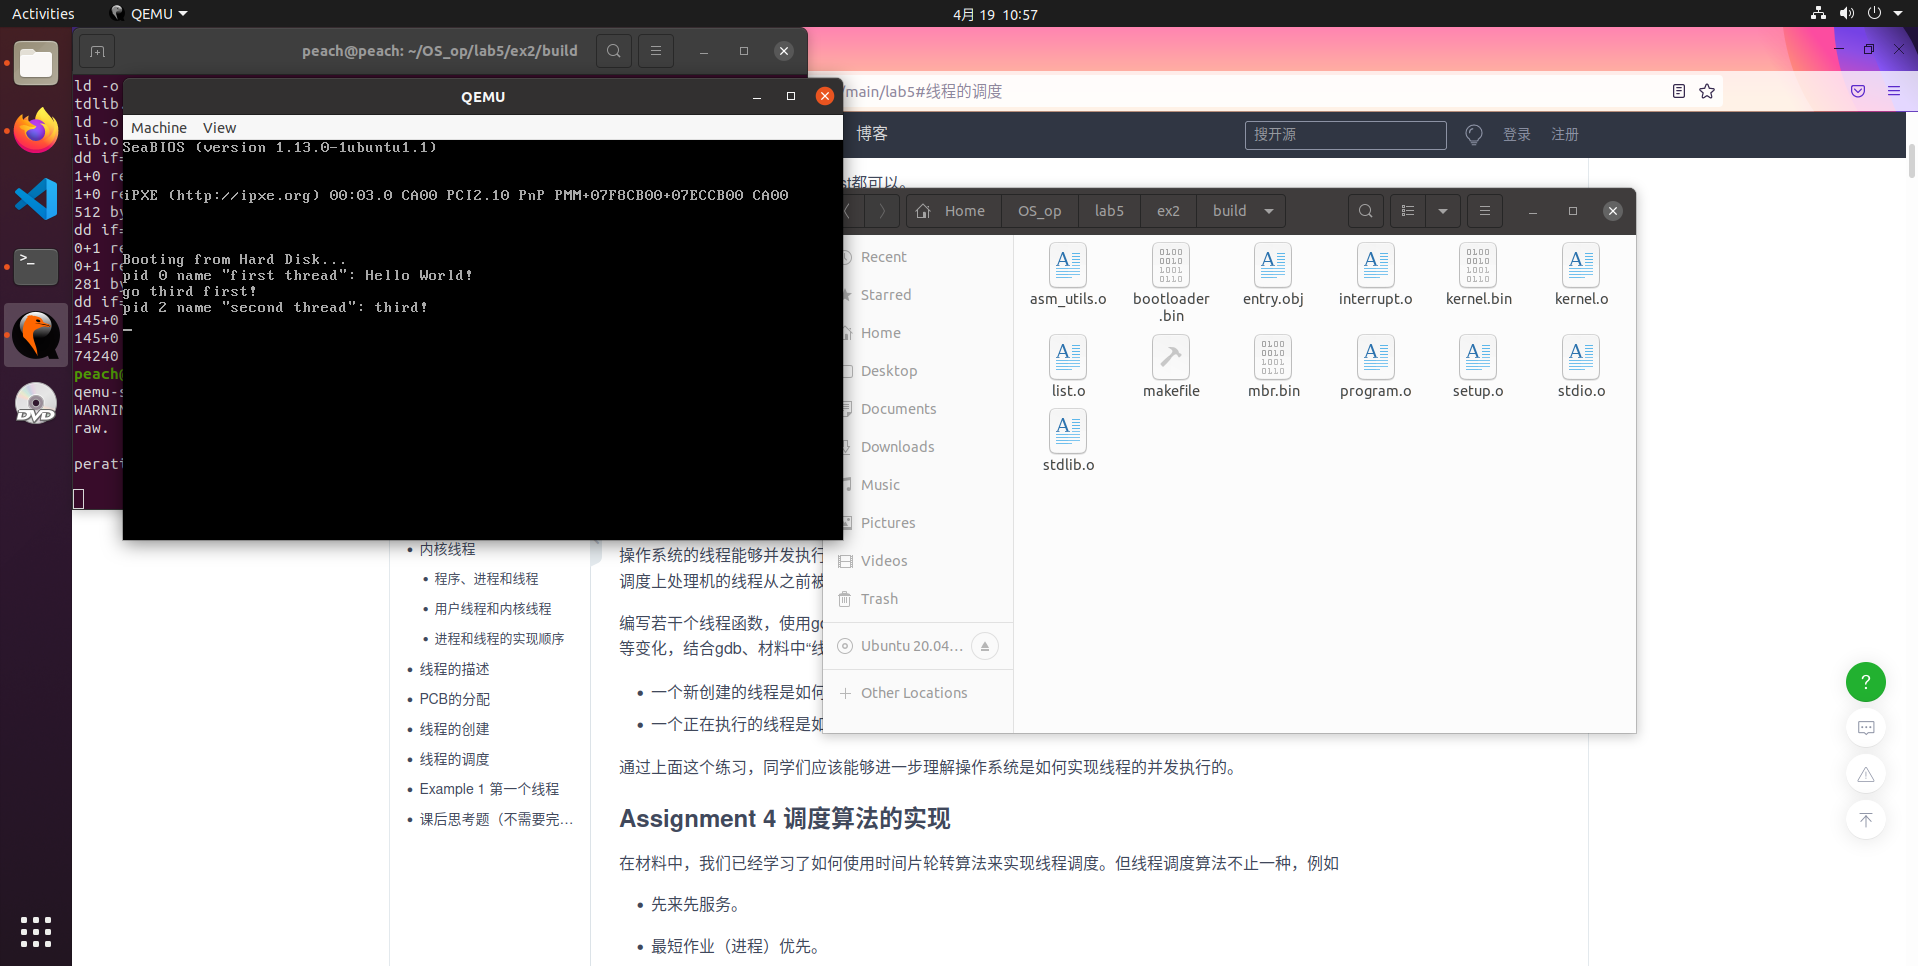 Activities
QEMU
4月 19 10:57
peach@peach: ~/OS_op/lab5/ex2/build
ld -o
tdlib.
ld -o
lib.o
dd if=
1+0 re
1+0 re
512 by
dd if=
0+1 re
0+1 re
281 by
dd if=
145+0
145+0
74240
peach@
qemu-s
WARNIN
raw.
perati
QEMU
Machine View
SeaBIOS (version 1.13.0-1ubuntu1.1)
iPXE (http://ipxe.org) 00:03.0 CA00 PCI2.10 PnP PMM+07F8CB00+07ECCB00 CA00
Booting from Hard Disk...
pid 0 name "first thread": Hello World!
go third first!
pid 2 name "second thread": third!
/main/lab5#线程的调度
博客
搜开源
登录
注册
st都可以。
Home OS_op lab5 ex2 build
Recent
Starred
Home
Desktop
Documents
Downloads
Music
Pictures
Videos
Trash
Ubuntu 20.04…
Other Locations
asm_utils.o
bootloader
.bin
entry.obj
interrupt.o
kernel.bin
kernel.o
list.o
makefile
mbr.bin
program.o
setup.o
stdio.o
stdlib.o
内核线程
程序、进程和线程
用户线程和内核线程
进程和线程的实现顺序
线程的描述
PCB的分配
线程的创建
线程的调度
Example 1 第一个线程
课后思考题（不需要完…
操作系统的线程能够并发执行
调度上处理机的线程从之前被
编写若干个线程函数，使用gd
等变化，结合gdb、材料中“线
一个新创建的线程是如何
一个正在执行的线程是如
通过上面这个练习，同学们应该能够进一步理解操作系统是如何实现线程的并发执行的。
Assignment 4 调度算法的实现
在材料中，我们已经学习了如何使用时间片轮转算法来实现线程调度。但线程调度算法不止一种，例如
先来先服务。
最短作业（进程）优先。